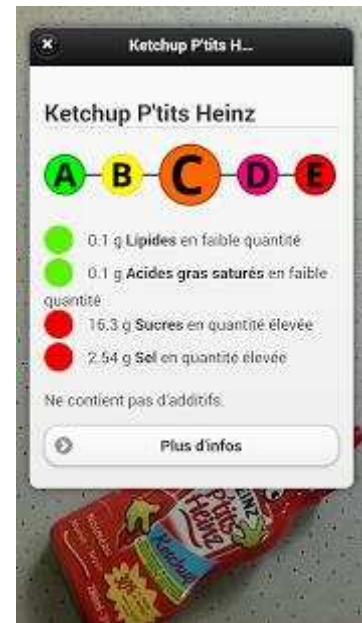 Ketchup P'tits H...
Ketchup P'tits Heinz
A B C D E
0.1 g Lipides en faible quantité
0.1 g Acides gras saturés en faible
quantité
16.3 g Sucres en quantité élevée
2.54 g Sel en quantité élevée
Ne contient pas d'additifs.
Plus d'infos
HEINZ
P'tits
Heinz
Ketchup